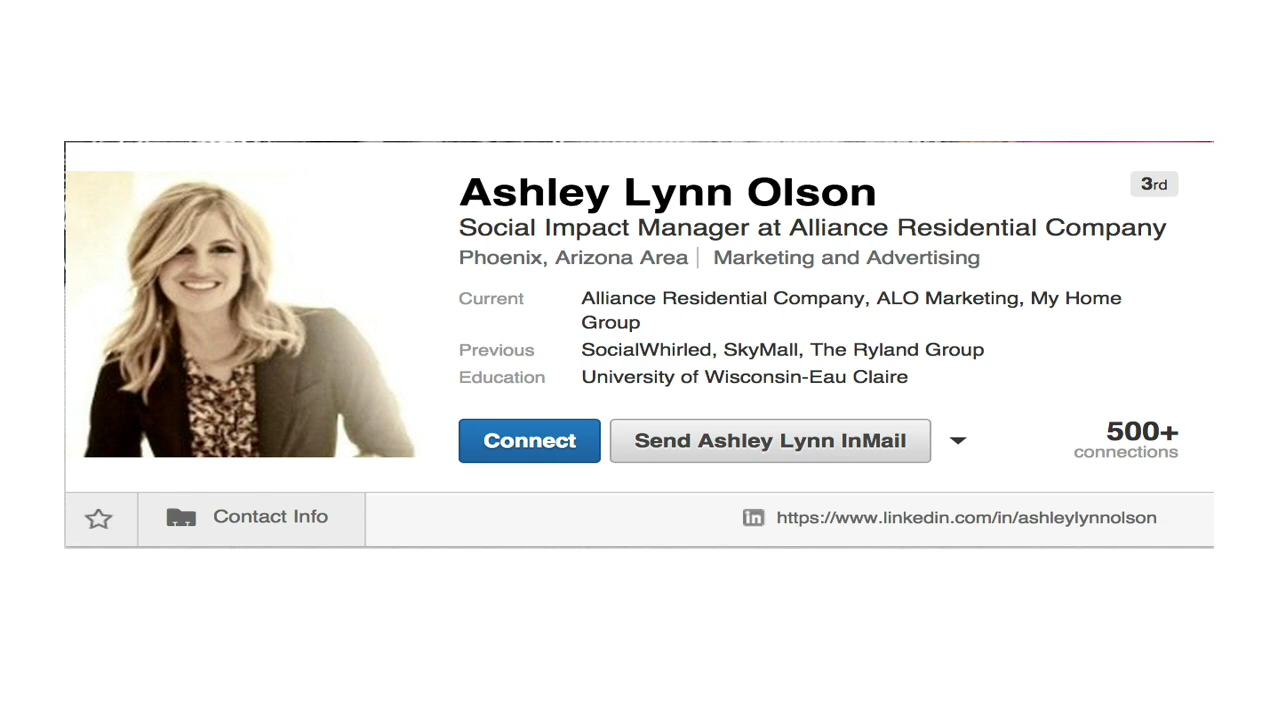 Ashley Lynn Olson
3rd
Social Impact Manager at Alliance Residential Company
Phoenix, Arizona Area | Marketing and Advertising
Current Alliance Residential Company, ALO Marketing, My Home
Group
Previous SocialWhirled, SkyMall, The Ryland Group
Education University of Wisconsin-Eau Claire
Connect Send Ashley Lynn InMail 500+
connections
Contact Info in https://www.linkedin.com/in/ashleylynnolson